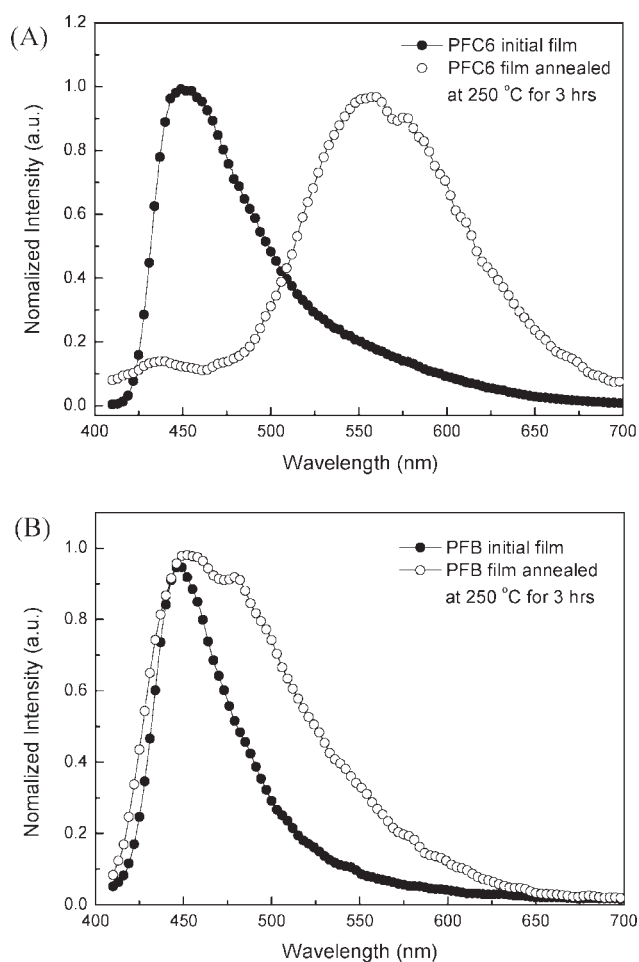 (A)
1.2
1.0
0.8
0.6
0.4
0.2
0.0
Nomalized Intensity (a.u.)
PFC6 initial film
PFC6 film annealed
at 250 °C for 3 hrs
400 450 500 550 600 650 700
Wavelength (nm)
(B)
1.0
0.8
0.6
0.4
0.2
0.0
Nomalized Intensity (a.u.)
PFB initial film
PFB film annealed
at 250 °C for 3 hrs
400 450 500 550 600 650 700
Wavelength (nm)